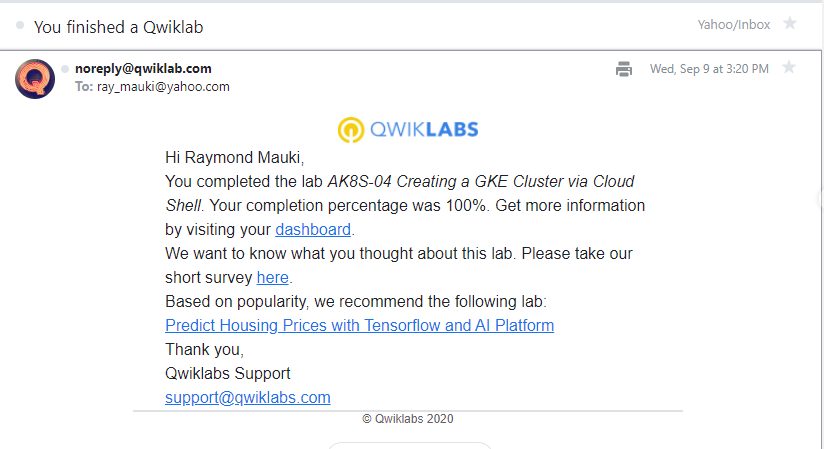 You finished a Qwiklab
Yahoo/Inbox
noreply@qwiklab.com
Wed, Sep 9 at 3:20 PM
To: ray_mauki@yahoo.com
QWIKLABS
Hi Raymond Mauki,
You completed the lab AK8S-04 Creating a GKE Cluster via Cloud
Shell. Your completion percentage was 100%. Get more information
by visiting your dashboard.
We want to know what you thought about this lab. Please take our
short survey here.
Based on popularity, we recommend the following lab:
Predict Housing Prices with Tensorflow and AI Platform
Thank you,
Qwiklabs Support
support@qwiklabs.com
© Qwiklabs 2020